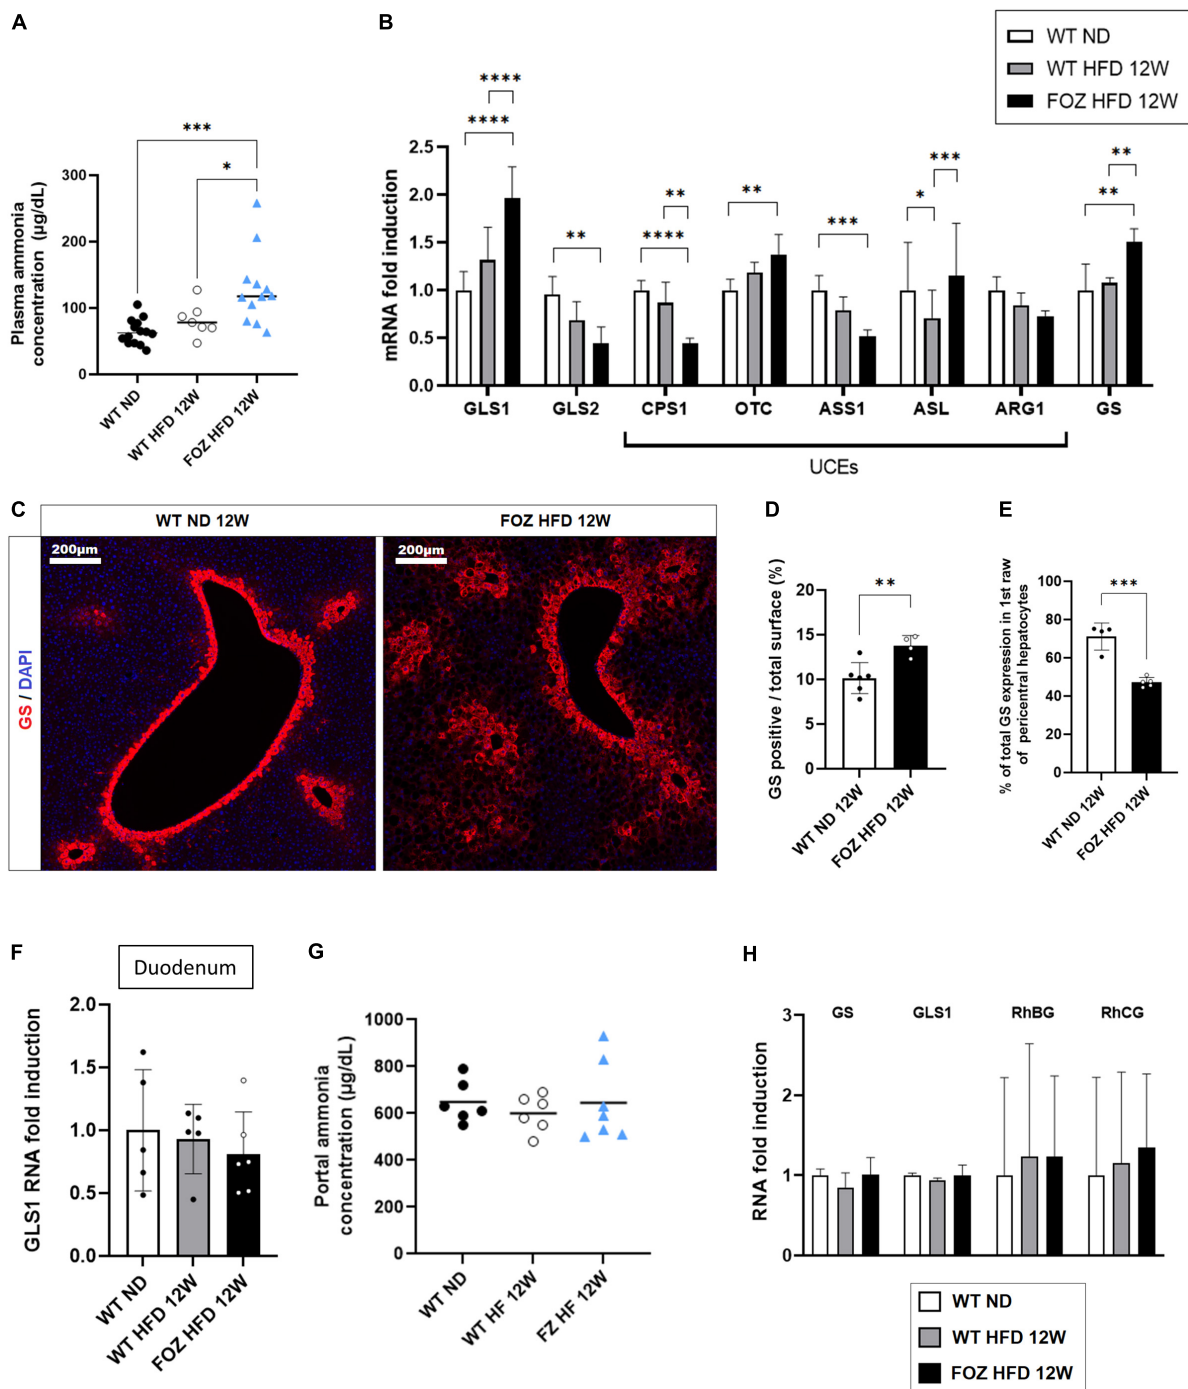 A
Plasma ammonia
concentration (µg/dL)
300
200
100
0
***
*
WT ND
WT HFD 12W
FOZ HFD 12W
B
WT ND
WT HFD 12W
FOZ HFD 12W
mRNA fold induction
2.5
2.0
1.5
1.0
0.5
0.0
****
****
**
**
****
**
***
*
***
**
**
GLS1 GLS2 CPS1 OTC ASS1 ASL ARG1 GS
UCEs
C
WT ND 12W FOZ HFD 12W
GS / DAPI
200µm 200µm
D
GS positive / total surface (%)
20
15
10
5
0
**
WT ND 12W
FOZ HFD 12W
E
% of total GS expression in 1st raw
of pericentral hepatocytes
100
80
60
40
20
0
***
WT ND 12W
FOZ HFD 12W
F
Duodenum
GLS1 RNA fold induction
2.0
1.5
1.0
0.5
0.0
WT ND
WT HFD 12W
FOZ HFD 12W
G
Portal ammonia
concentration (µg/dL)
1000
800
600
400
200
0
WT ND
WT HF 12W
FZ HF 12W
H
RNA fold induction
3
2
1
0
GS GLS1 RhBG RhCG
WT ND
WT HFD 12W
FOZ HFD 12W